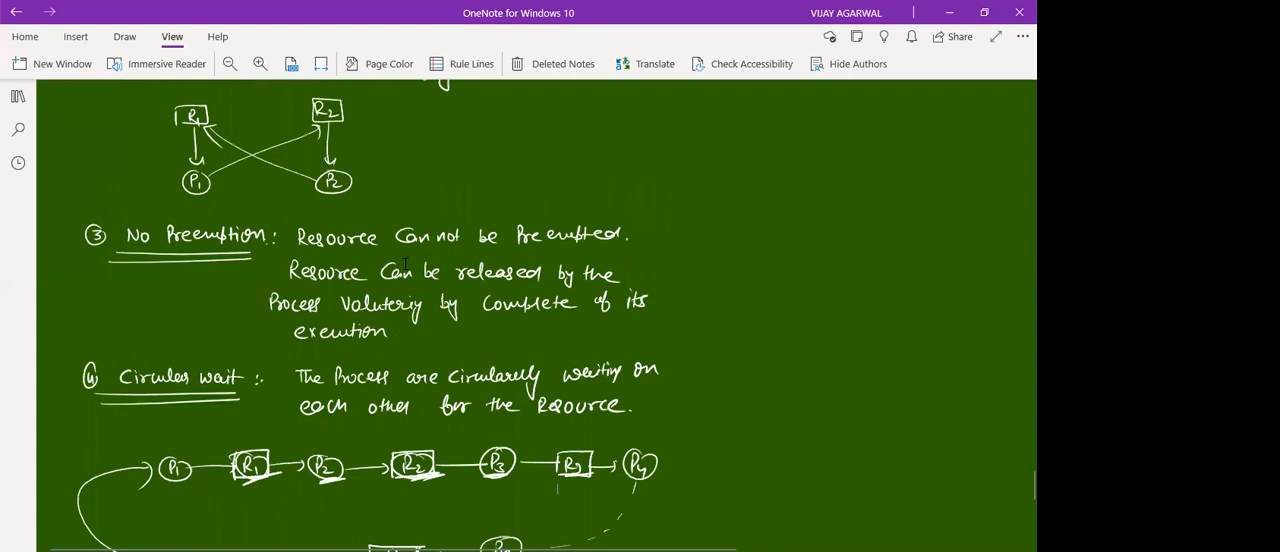 OneNote for Windows 10
VIJAY AGARWAL
Home Insert Draw View Help
Share
New Window Immersive Reader Page Color Rule Lines Deleted Notes Translate Check Accessibility Hide Authors
R1 R2
P1 P2
③ No Preemption: Resource Can not be Preempted.
Resource Can be released by the
Process Voluteriy by Complete of its
exection
④ Circular wait :. The Process are circularly waiting on
each other for the Resource.
P1 R1 P2 R2 P3 R3 P4